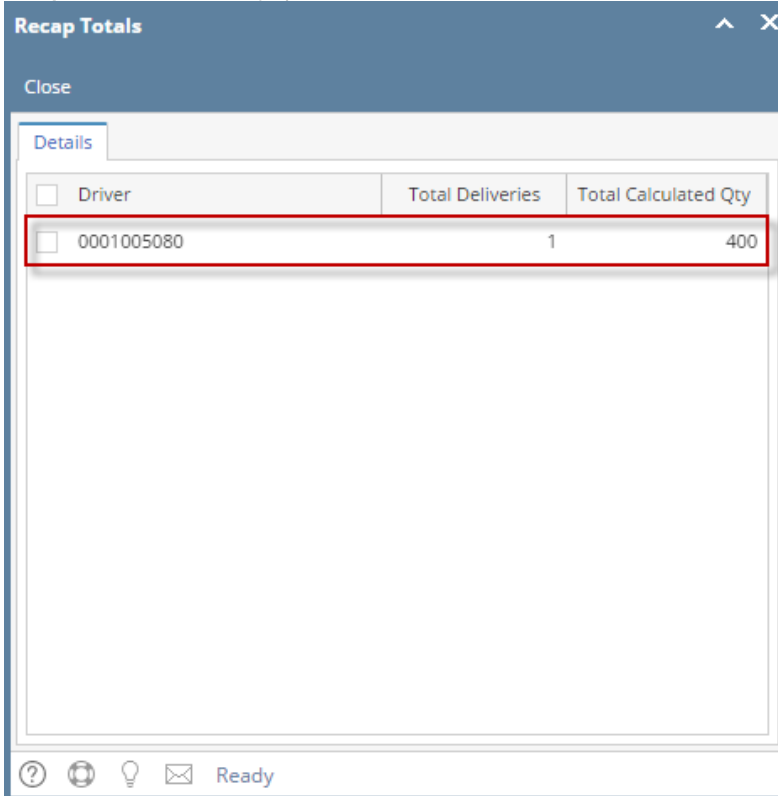 Recap Totals
Close
Details
Driver Total Deliveries Total Calculated Qty
0001005080 1 400
Ready